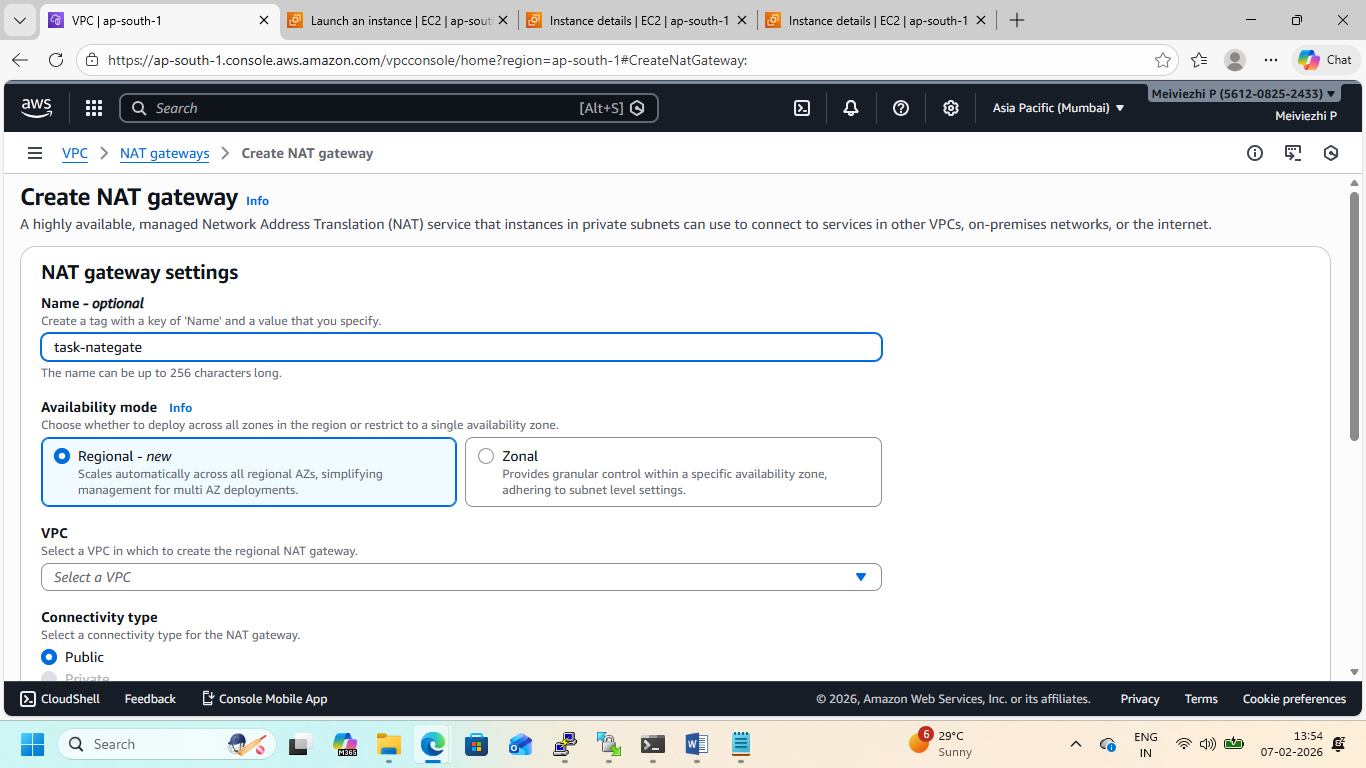 VPC | ap-south-1
Launch an instance | EC2 | ap-sout
Instance details | EC2 | ap-south-1
Instance details | EC2 | ap-south-1
https://ap-south-1.console.aws.amazon.com/vpcconsole/home?region=ap-south-1#CreateNatGateway:
Chat
aws
Search
[Alt+S]
Asia Pacific (Mumbai)
Meiviezhi P (5612-0825-2433)
Meiviezhi P
VPC
NAT gateways
Create NAT gateway
Create NAT gateway Info
A highly available, managed Network Address Translation (NAT) service that instances in private subnets can use to connect to services in other VPCs, on-premises networks, or the internet.
NAT gateway settings
Name - optional
Create a tag with a key of 'Name' and a value that you specify.
task-nategate
The name can be up to 256 characters long.
Availability mode Info
Choose whether to deploy across all zones in the region or restrict to a single availability zone.
Regional - new
Scales automatically across all regional AZs, simplifying
management for multi AZ deployments.
Zonal
Provides granular control within a specific availability zone,
adhering to subnet level settings.
VPC
Select a VPC in which to create the regional NAT gateway.
Select a VPC
Connectivity type
Select a connectivity type for the NAT gateway.
Public
Private
CloudShell
Feedback
Console Mobile App
© 2026, Amazon Web Services, Inc. or its affiliates.
Privacy
Terms
Cookie preferences
Search
M365
6
29°C
Sunny
ENG
IN
13:54
07-02-2026